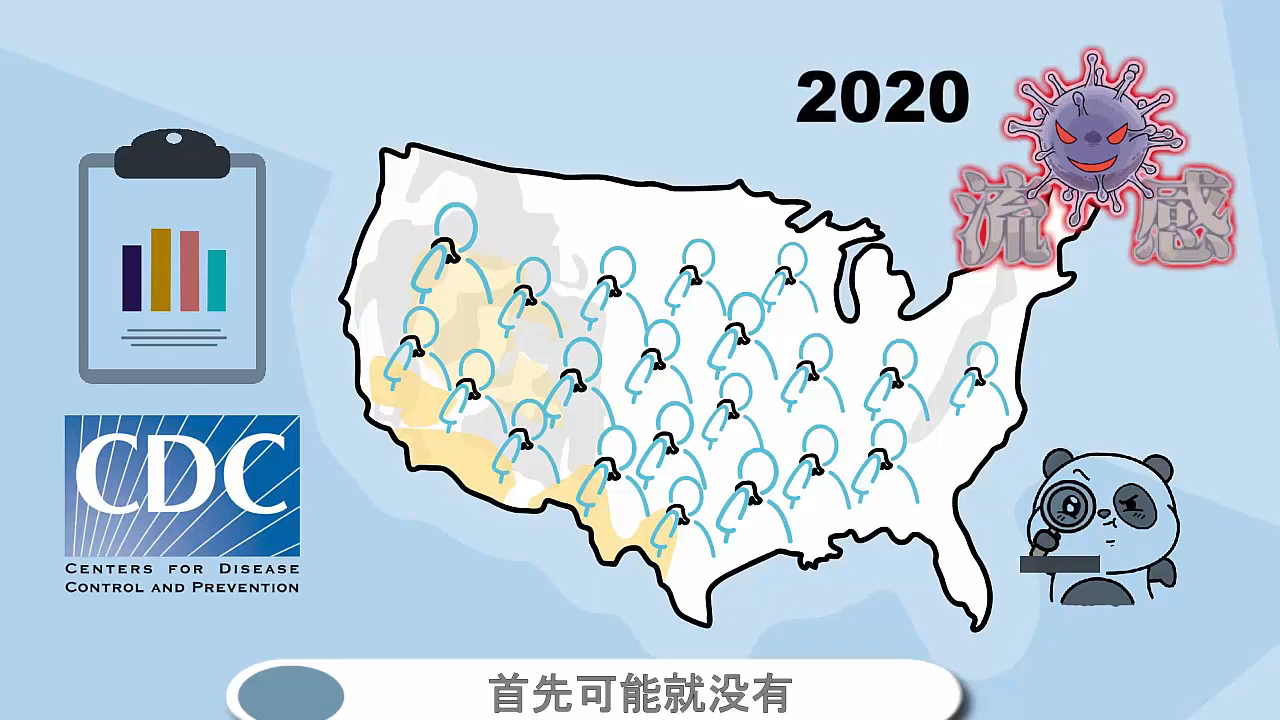 2020
流感
CDC
CENTERS FOR DISEASE
CONTROL AND PREVENTION
首先可能就没有